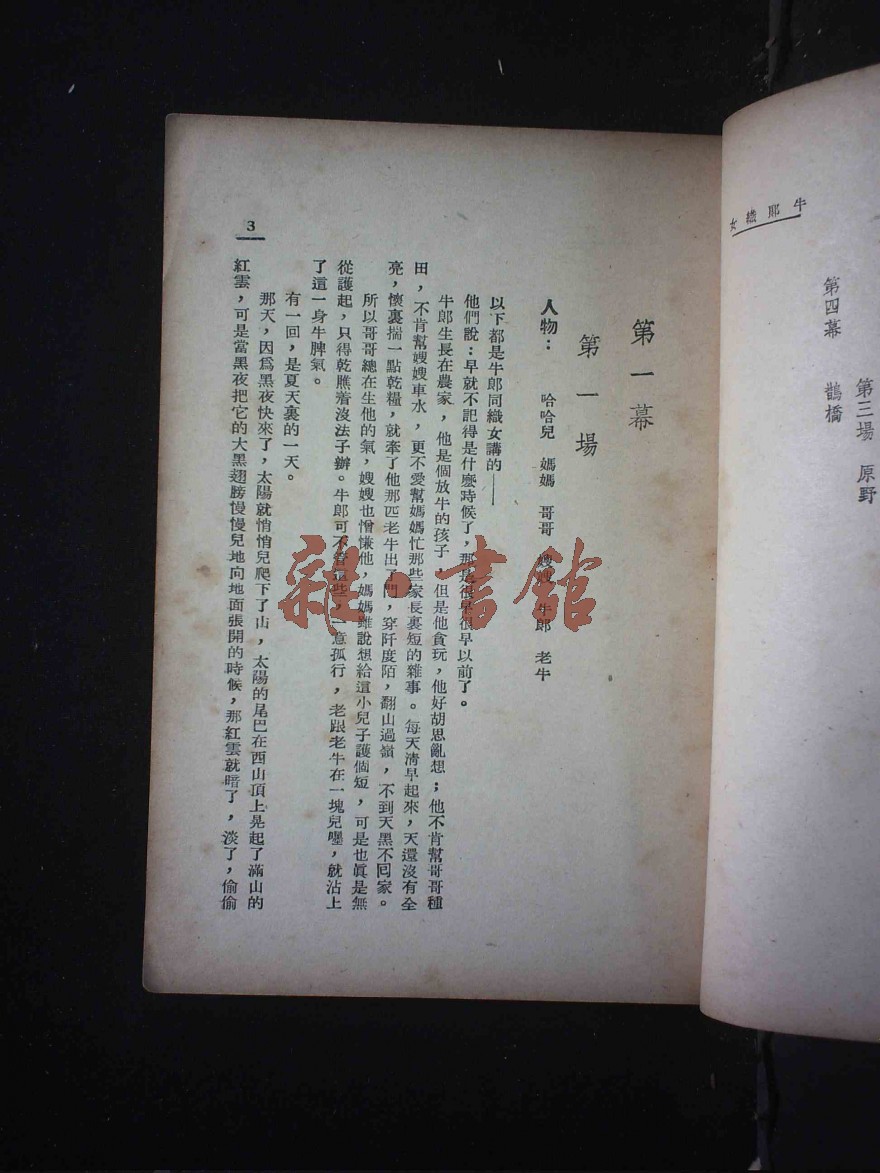 牛郎織女
第三場　原野
第四幕　鵲橋
第一幕
第一場
人物：　哈哈兒　媽媽　哥哥　嫂嫂　牛郎　老牛
以下都是牛郎同織女講的——
他們說：早就不記得是什麼時候了，那是很早很早以前了。
牛郎生長在農家，他是個放牛的孩子，但是他貪玩，他好胡思亂想；他不肯幫哥哥種
田，不肯幫嫂嫂車水，更不愛幫媽媽忙那些家長裏短的雜事。每天清早起來，天還沒有全
亮，懷裏揣一點乾糧，就牽了他那匹老牛出了門，穿阡度陌，翻山過嶺，不到天黑不回家。
所以哥哥總在生他的氣，嫂嫂也憎慊他，媽媽雖說想給這小兒子護個短，可是也眞是無
從護起，只得乾瞧着沒法子辦。牛郎可不管這些，一意孤行，老跟老牛在一塊兒嚜，就沾上
了這一身牛脾氣。
有一回，是夏天裏的一天。
那天，因爲黑夜快來了，太陽就悄悄兒爬下了山，太陽的尾巴在西山頂上晃起了滿山的
紅雲，可是當黑夜把它的大黑翅膀慢慢兒地向地面張開的時候，那紅雲就暗了，淡了，偷偷
3
雜·書館